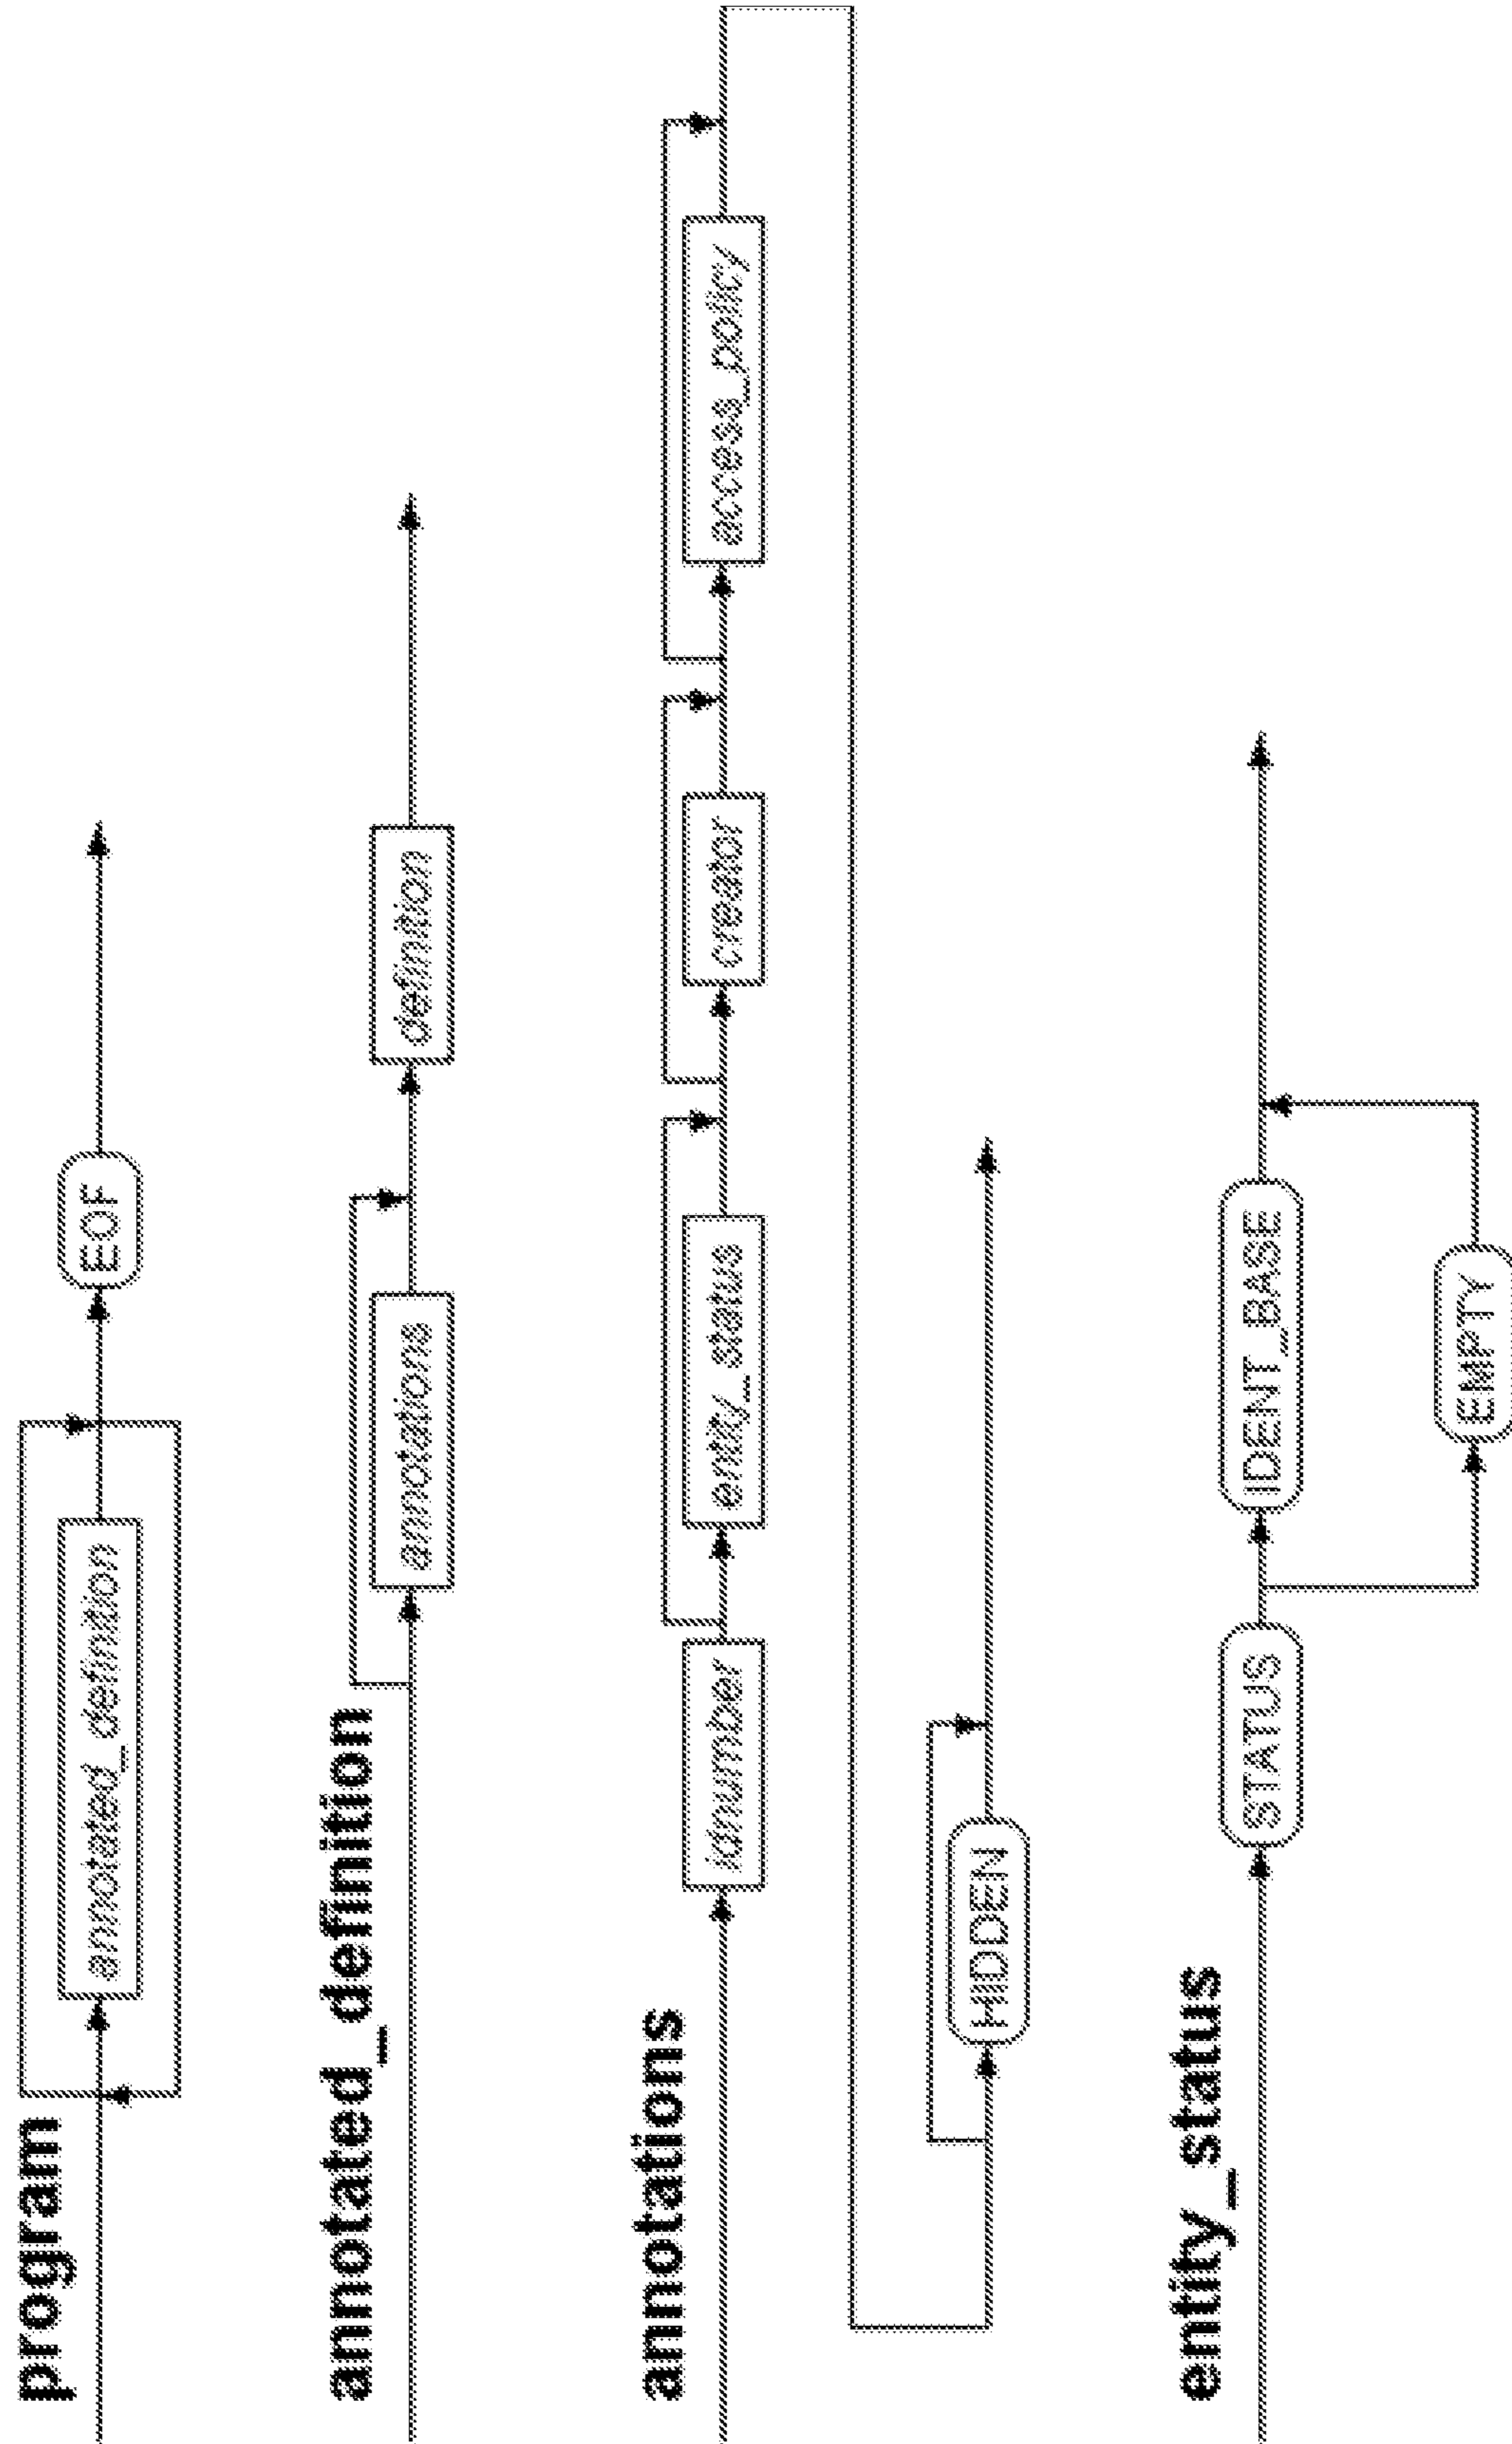 program
annotated_definition
EOF
annotated_definition
annotations
definition
annotations
idnumber
entity_status
creator
access_policy
HIDDEN
entity_status
STATUS
IDENT_BASE
EMPTY